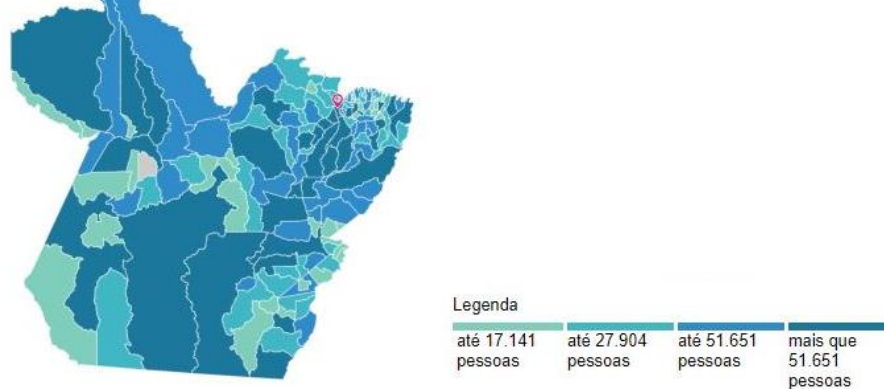 Legenda
até 17.141
pessoas
até 27.904
pessoas
até 51.651
pessoas
mais que
51.651
pessoas